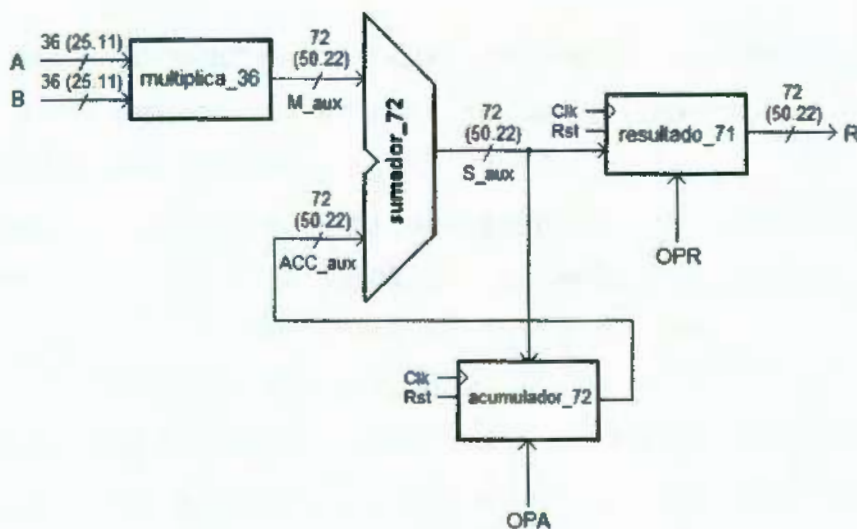 A
36 (25.11)
B
36 (25.11)
multiplica_36
72
(50.22)
M_aux
sumador_72
72
(50.22)
ACC_aux
72
(50.22)
S_aux
Clk
Rst
resultado_71
72
(50.22)
R
OPR
Clk
Rst
acumulador_72
OPA